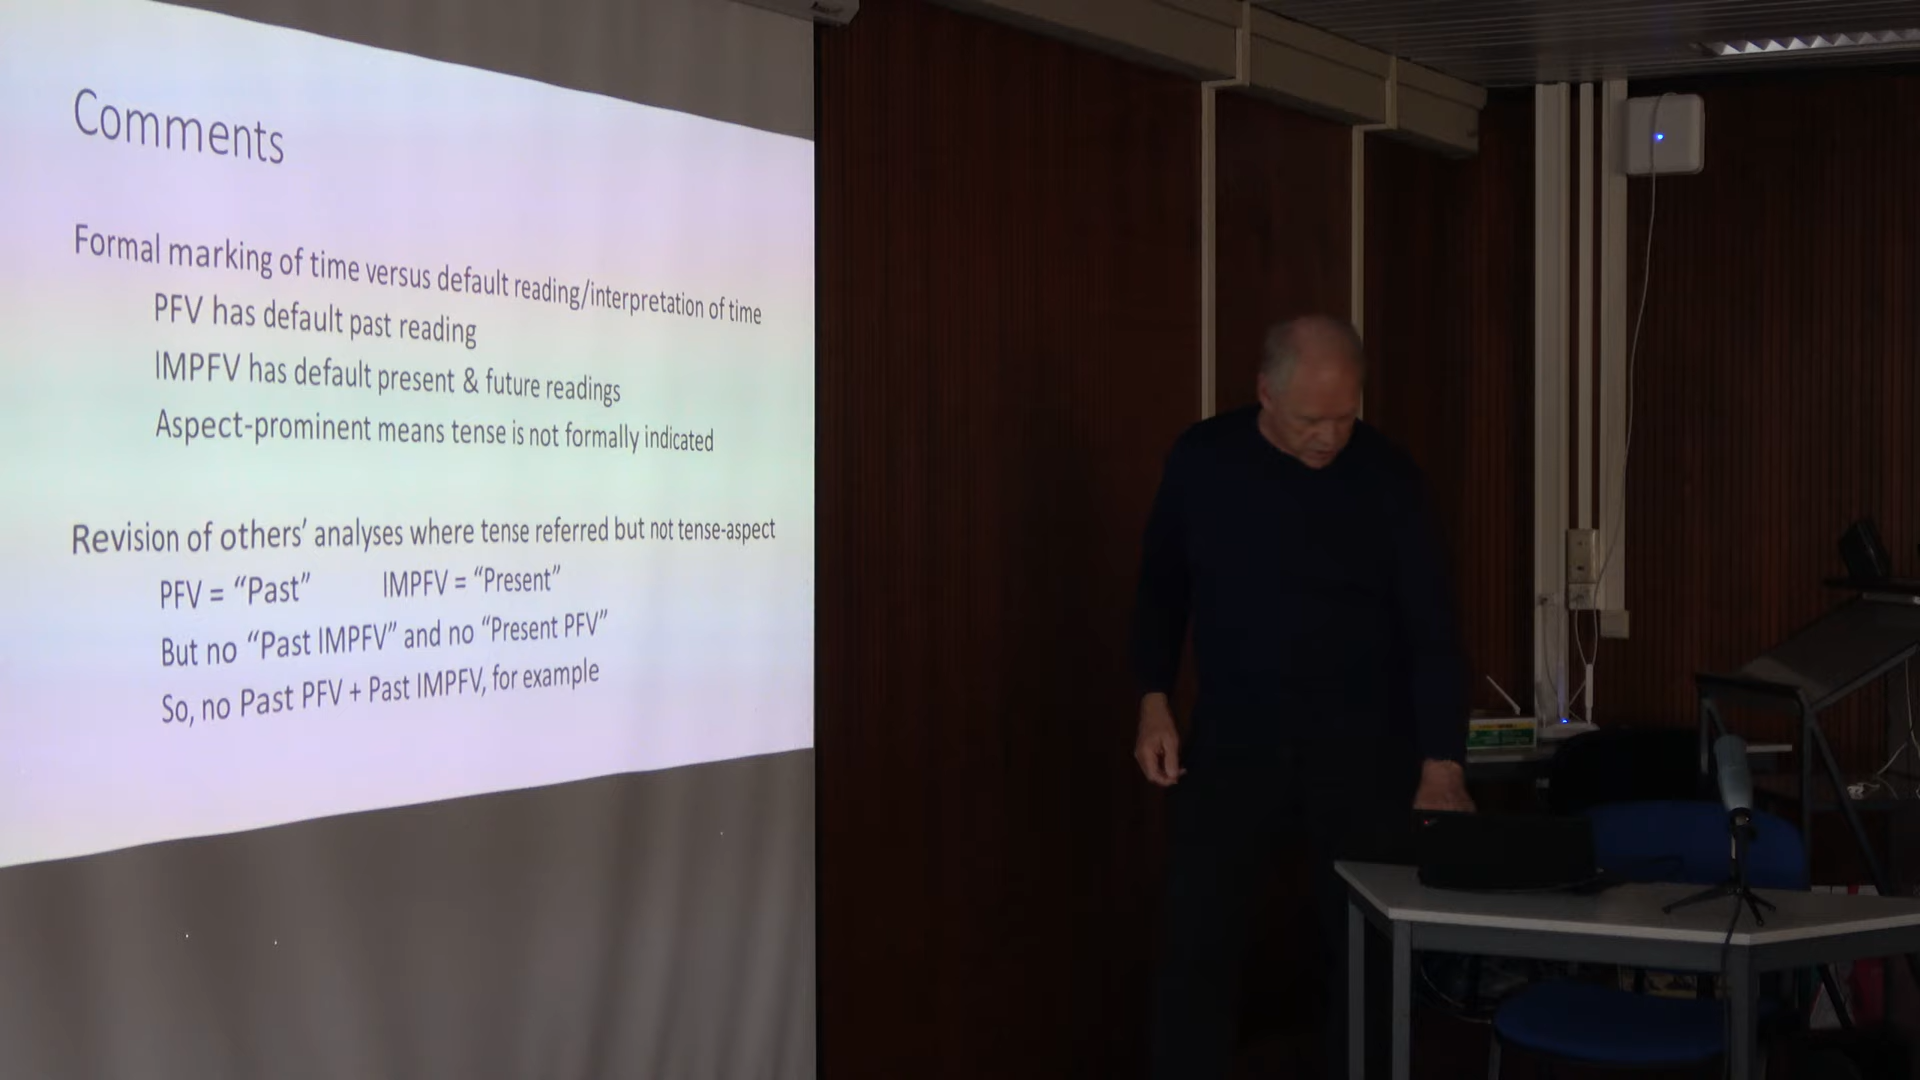 Comments
Formal marking of time versus default reading/interpretation of time
PFV has default past reading
IMPFV has default present & future readings
Aspect-prominent means tense is not formally indicated
Revision of others’ analyses where tense referred but not tense-aspect
PFV = “Past” IMPFV = “Present”
But no “Past IMPFV” and no “Present PFV”
So, no Past PFV + Past IMPFV, for example